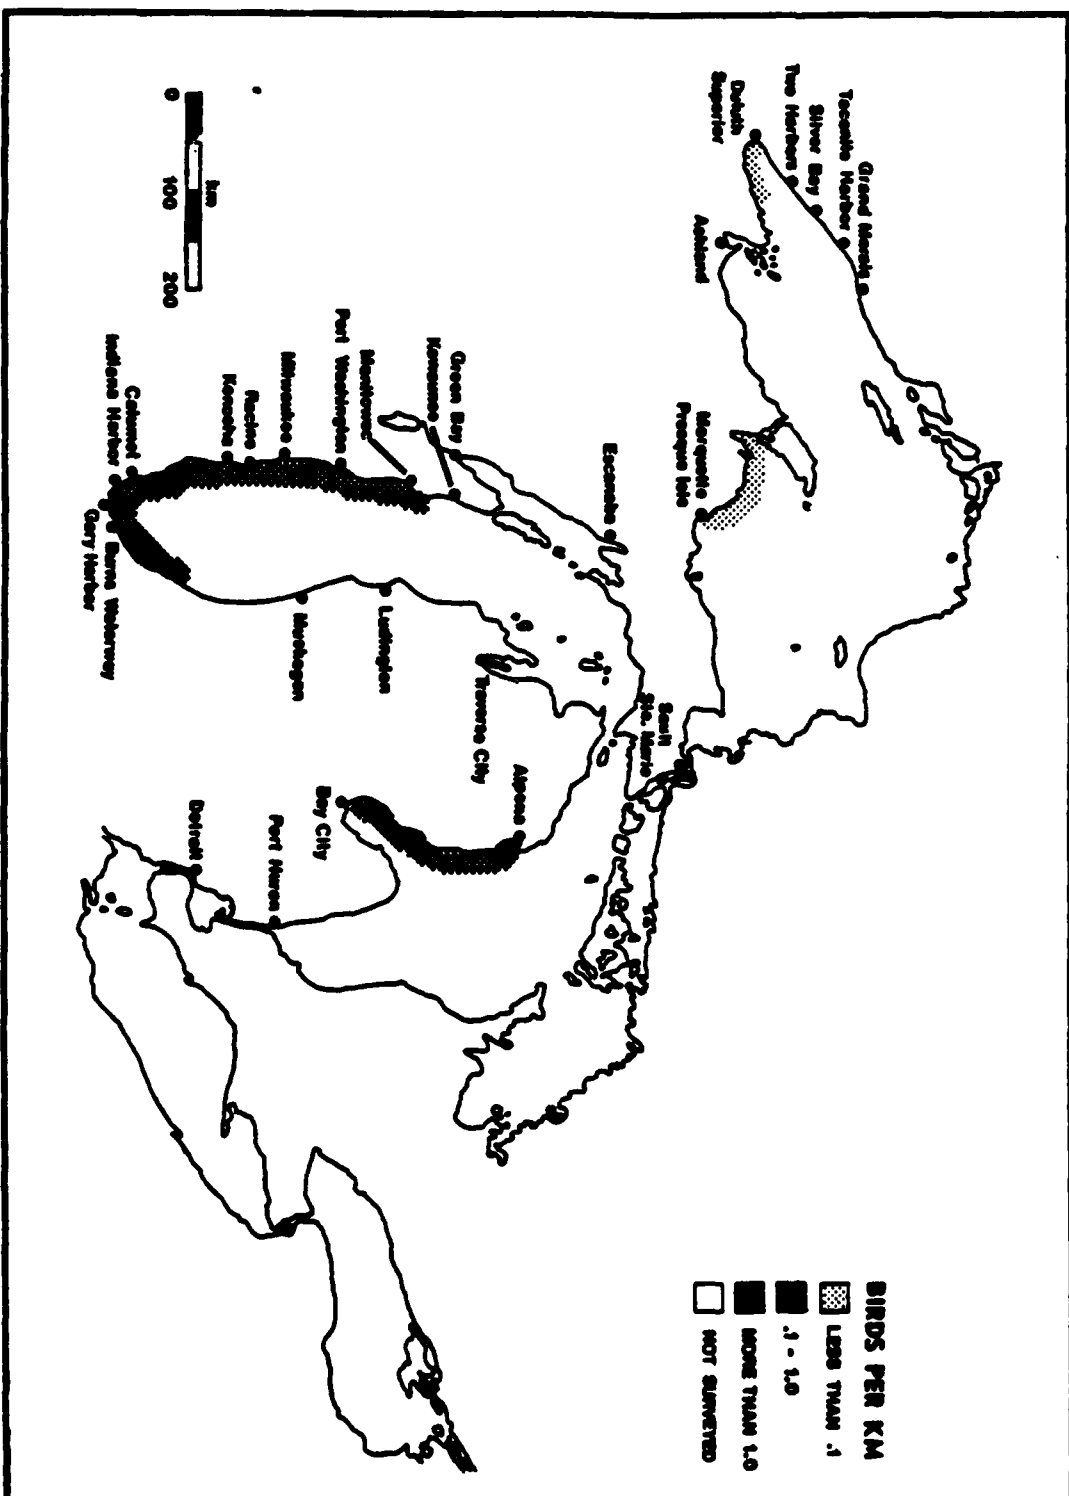 Grand Marais
Taconite Harbor
Silver Bay
Two Harbors
Duluth
Superior
Ashland
Marquette
Presque Isle
Sault
Ste. Marie
Escanaba
Green Bay
Kewaunee
Manitowoc
Port Washington
Milwaukee
Racine
Kenosha
Calumet
Indiana Harbor
Gary Harbor
Burns Waterway
Muskegon
Ludington
Traverse City
Alpena
Bay City
Port Huron
Detroit
km
0 100 200
BIRDS PER KM
LESS THAN .1
.1 - 1.0
MORE THAN 1.0
NOT SURVEYED